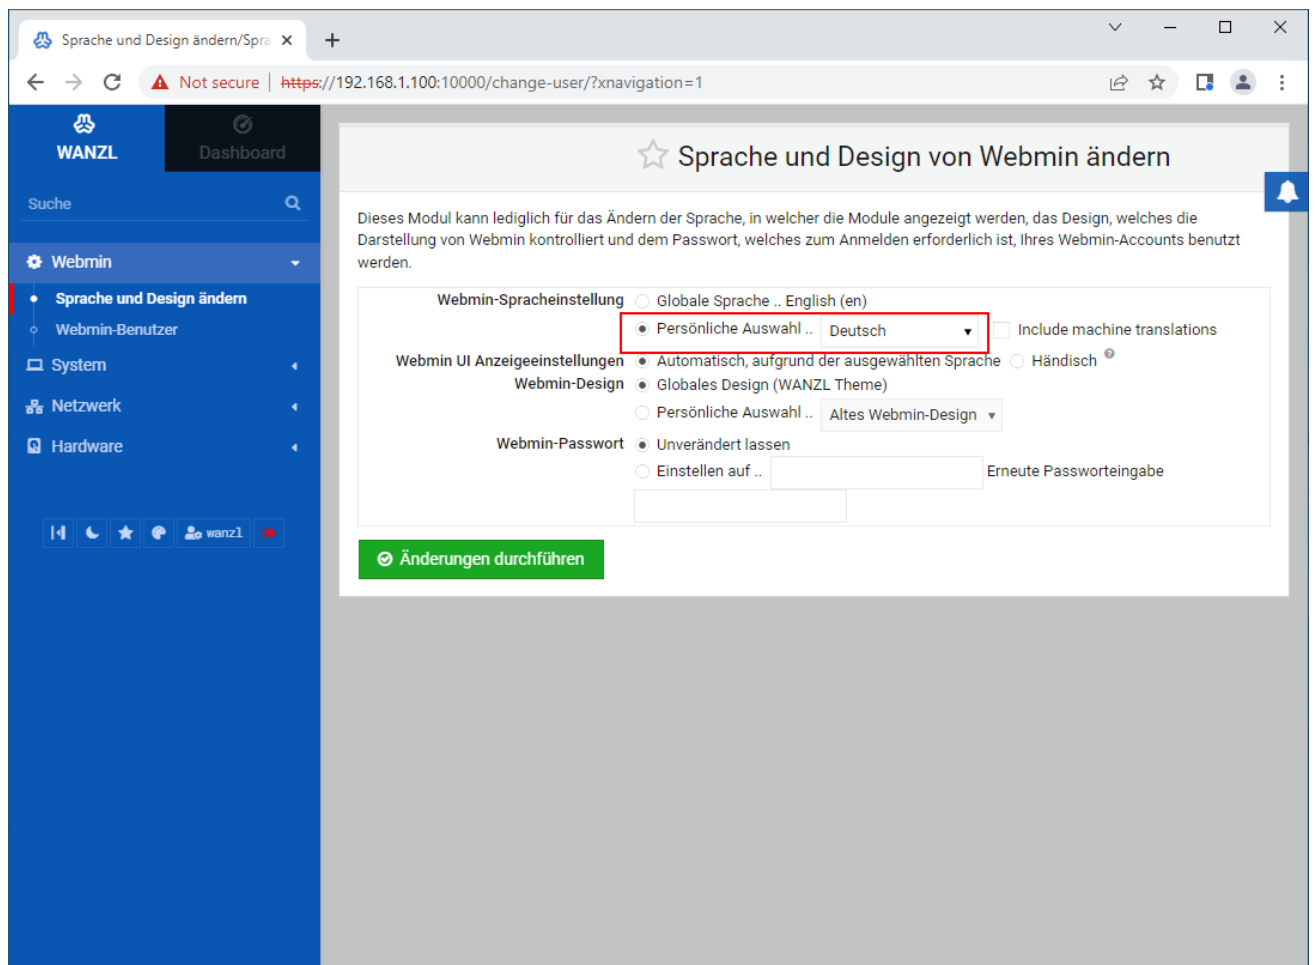 Sprache und Design ändern/Spra
Not secure | https://192.168.1.100:10000/change-user/?xnavigation=1
WANZL
Dashboard
Suche
Webmin
Sprache und Design ändern
Webmin-Benutzer
System
Netzwerk
Hardware
wanzl
Sprache und Design von Webmin ändern
Dieses Modul kann lediglich für das Ändern der Sprache, in welcher die Module angezeigt werden, das Design, welches die
Darstellung von Webmin kontrolliert und dem Passwort, welches zum Anmelden erforderlich ist, Ihres Webmin-Accounts benutzt
werden.
Webmin-Spracheinstellung Globale Sprache .. English (en)
Persönliche Auswahl .. Deutsch Include machine translations
Webmin UI Anzeigeeinstellungen Automatisch, aufgrund der ausgewählten Sprache Händisch
Webmin-Design Globales Design (WANZL Theme)
Persönliche Auswahl .. Altes Webmin-Design
Webmin-Passwort Unverändert lassen
Einstellen auf .. Erneute Passworteingabe
Änderungen durchführen